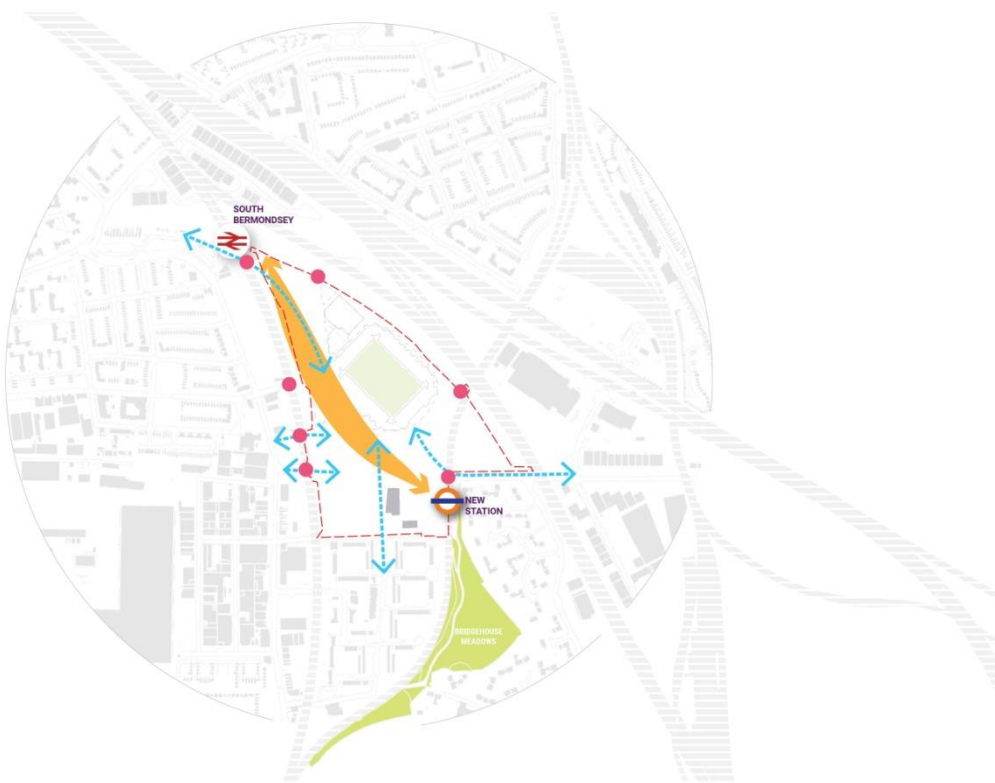 SOUTH
BERMONDSEY
NEW
STATION
BRIDGEHOUSE
MEADOWS